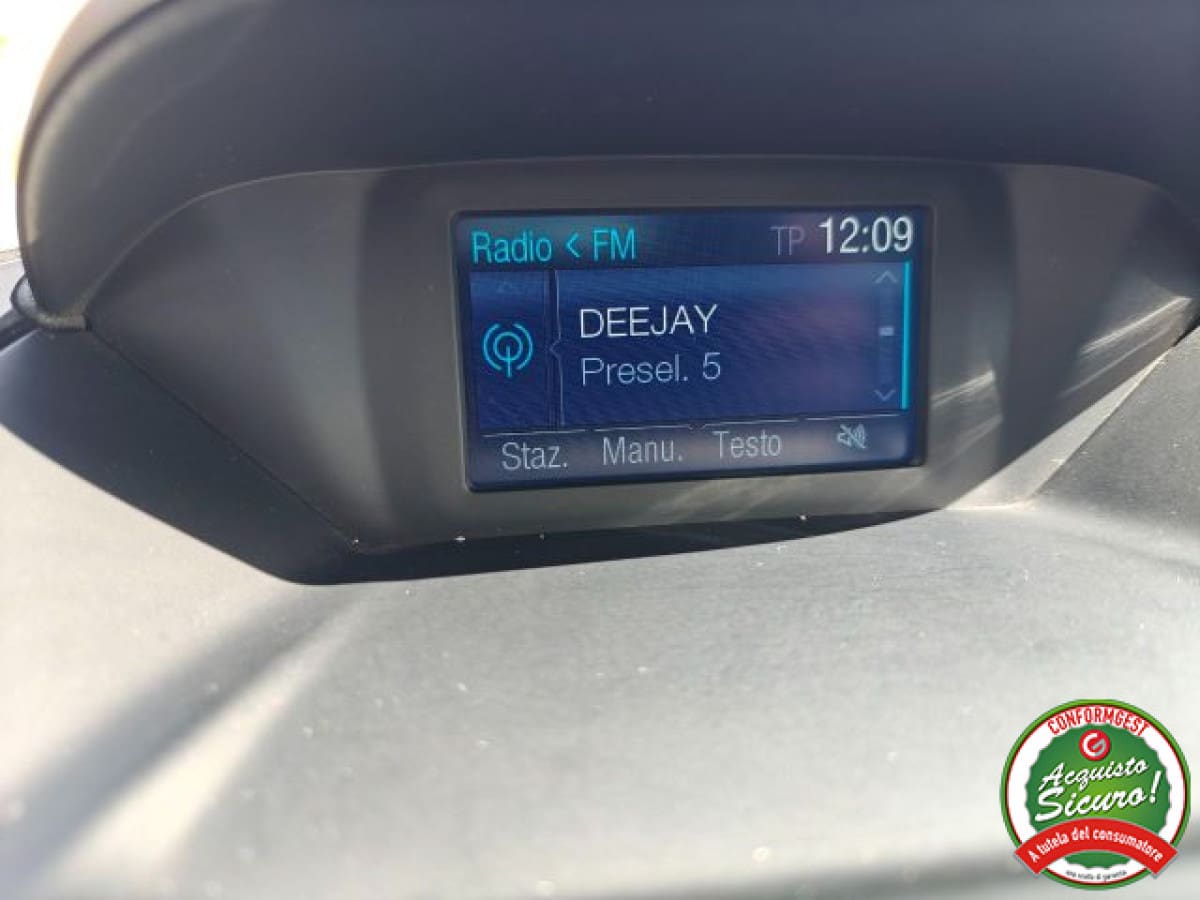 Radio < FM TP 12:09
DEEJAY
Presel. 5
Staz. Manu. Testo
CONFORMGEST
G
Acquisto
Sicuro!
A tutela del consumatore